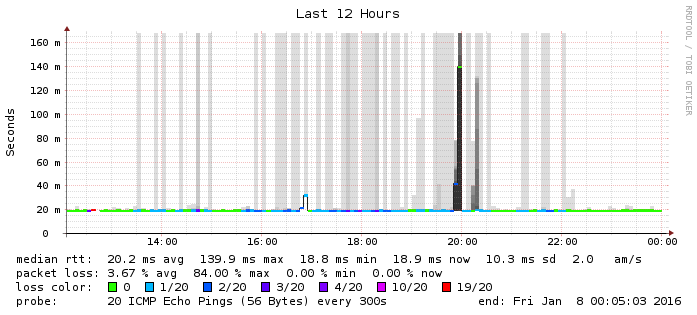 Last 12 Hours
RRDTOOL / TOBI OETIKER
Seconds
160 m
140 m
120 m
100 m
80 m
60 m
40 m
20 m
0
14:00 16:00 18:00 20:00 22:00 00:00
median rtt: 20.2 ms avg 139.9 ms max 18.8 ms min 18.9 ms now 10.3 ms sd 2.0 am/s
packet loss: 3.67 % avg 84.00 % max 0.00 % min 0.00 % now
loss color: 0 1/20 2/20 3/20 4/20 10/20 19/20
probe: 20 ICMP Echo Pings (56 Bytes) every 300s end: Fri Jan 8 00:05:03 2016